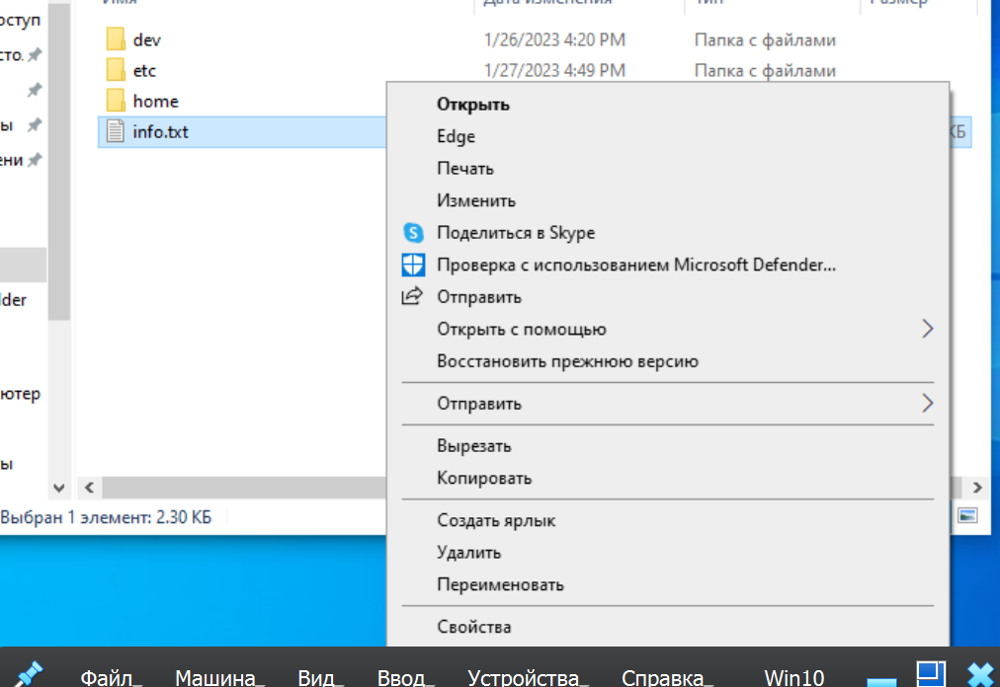 Имя Дата изменения Тип Размер
оступ
dev 1/26/2023 4:20 PM Папка с файлами
сто.
etc 1/27/2023 4:49 PM Папка с файлами
home
info.txt КБ
ы
ени
Открыть
Edge
Печать
Изменить
Поделиться в Skype
Проверка с использованием Microsoft Defender...
Отправить
lder
Открыть с помощью
Восстановить прежнюю версию
ютер
Отправить
Вырезать
ы
Копировать
Выбран 1 элемент: 2.30 КБ
Создать ярлык
Удалить
Переименовать
Свойства
Файл Машина Вид Ввод Устройства Справка Win10